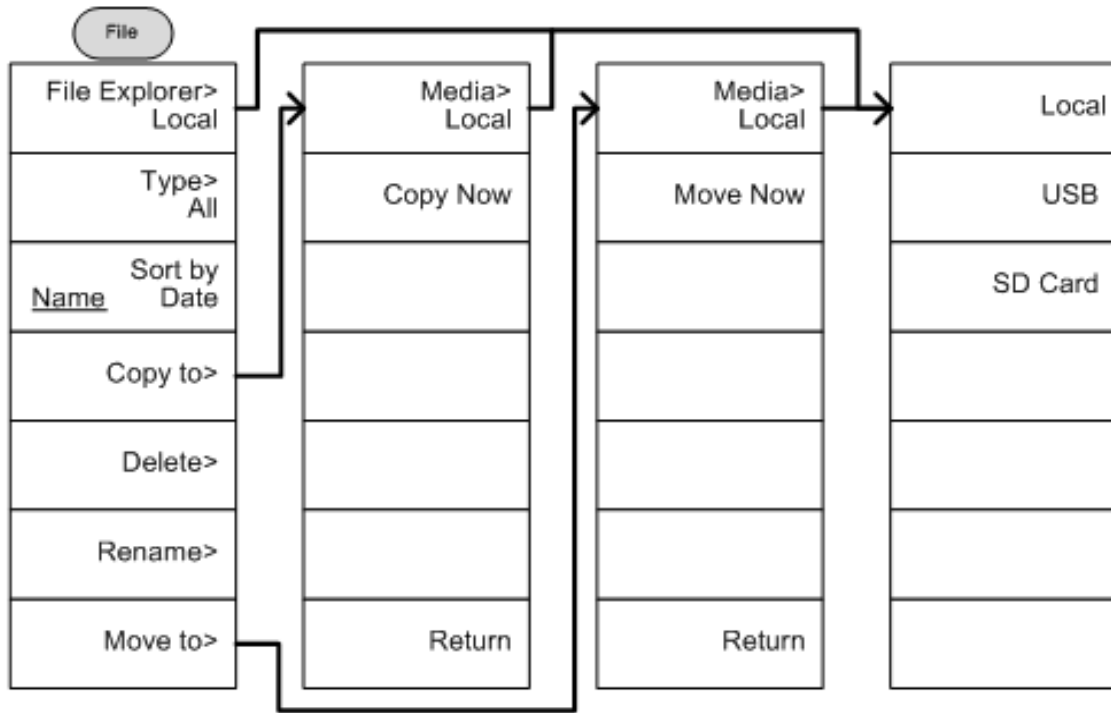 File
File Explorer>
Local
Type>
All
Sort by
Name Date
Copy to>
Delete>
Rename>
Move to>
Media>
Local
Copy Now
Return
Media>
Local
Move Now
Return
Local
USB
SD Card